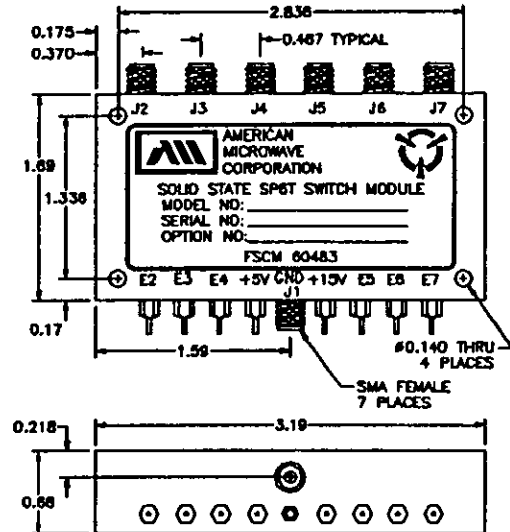 2.836
0.175
0.467 TYPICAL
0.370
J2 J3 J4 J5 J6 J7
AMERICAN
MICROWAVE
CORPORATION
SOLID STATE SP6T SWITCH MODULE
MODEL NO:
SERIAL NO:
OPTION NO:
FSCM 60483
1.69
1.336
E2 E3 E4 +5V GND +15V E5 E6 E7
J1
0.17
1.59
Ø0.140 THRU
4 PLACES
SMA FEMALE
7 PLACES
0.218
3.19
0.66